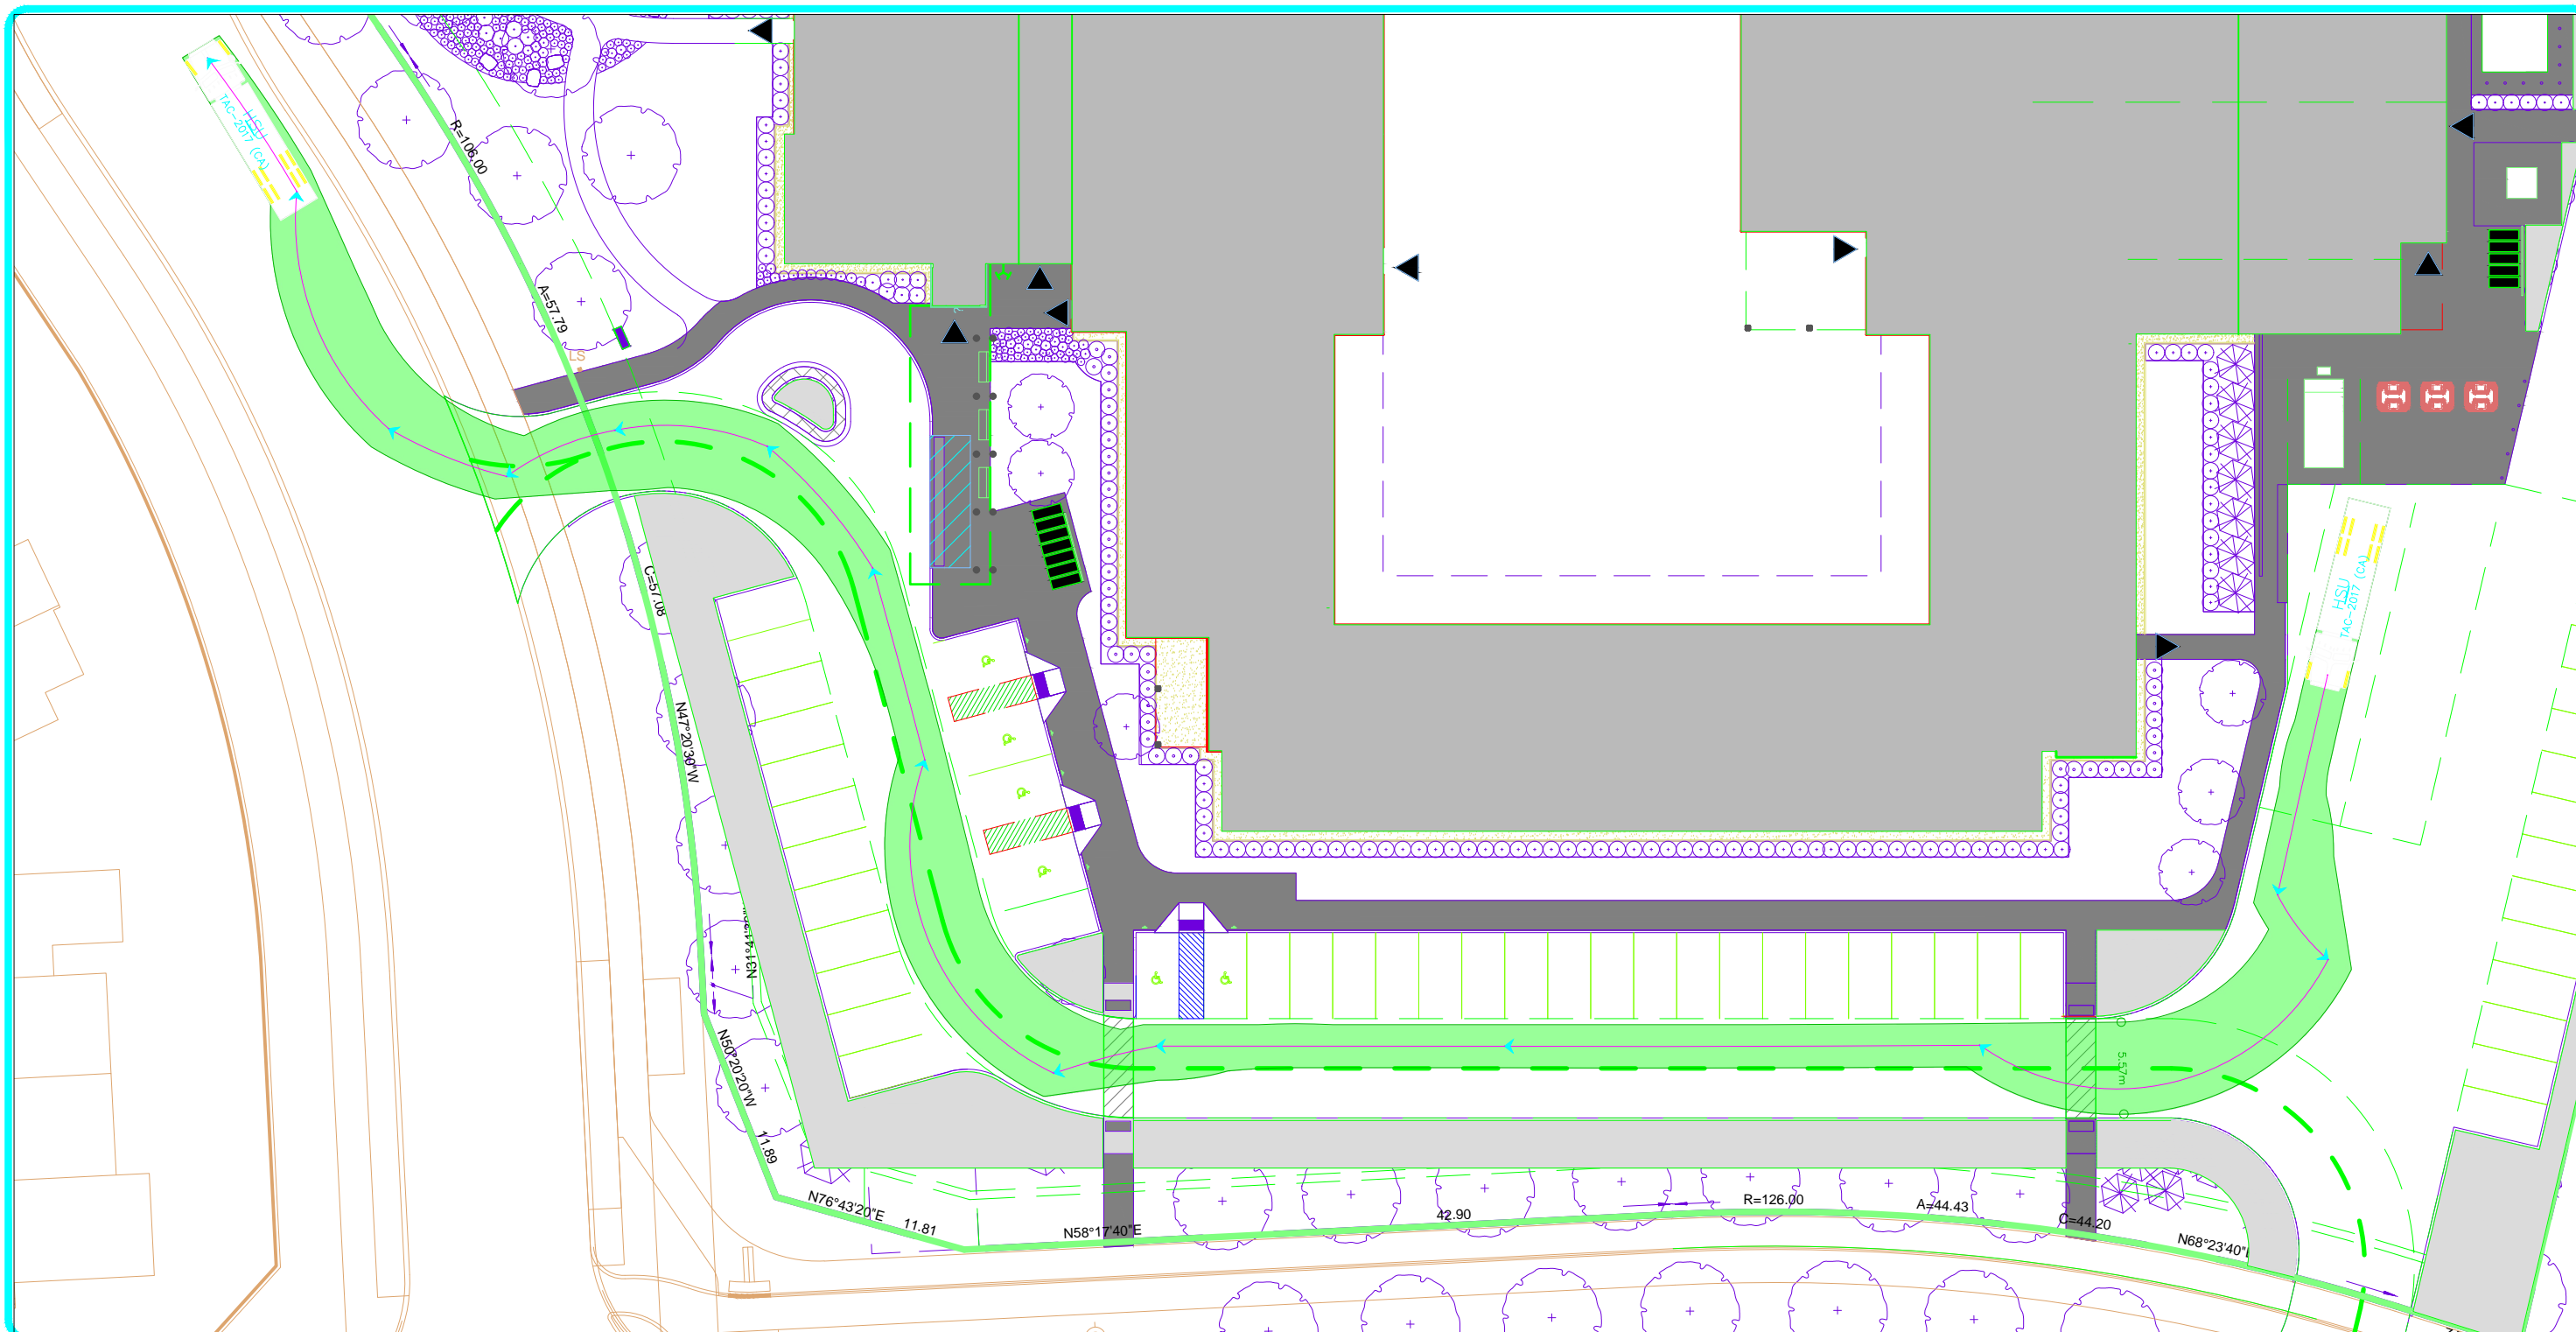 HSU
TAC-2017 (CA)
R=106.00
A=57.79
LS
C=57.08
N47°20'30"W
N50°20'20"W
11.89
N76°43'20"E
11.81
N58°17'40"E
42.90
R=126.00
A=44.43
C=44.20
N68°23'40"
5.57m
HSU
TAC-2017 (CA)